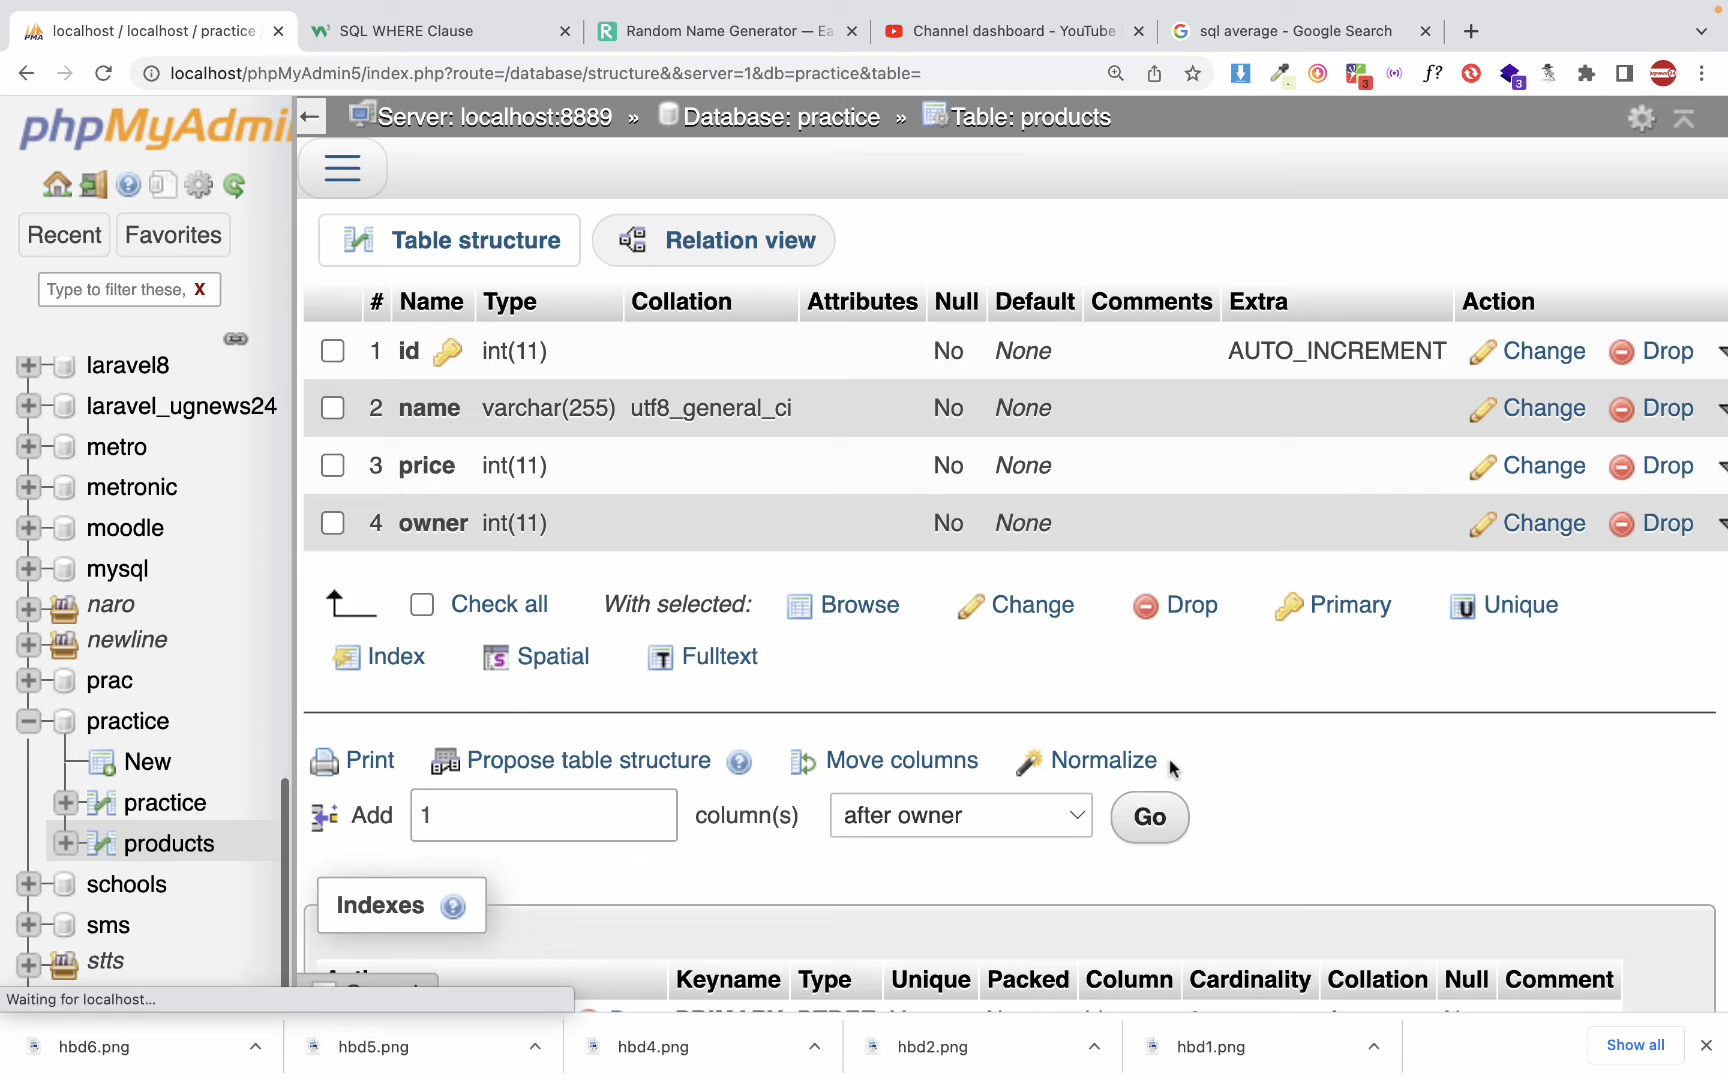 localhost / localhost / practice
SQL WHERE Clause
Random Name Generator — Ea
Channel dashboard - YouTube
sql average - Google Search
localhost/phpMyAdmin5/index.php?route=/database/structure&&server=1&db=practice&table=
phpMyAdmi
Server: localhost:8889 » Database: practice » Table: products
Recent Favorites
Type to filter these, X
laravel8
laravel_ugnews24
metro
metronic
moodle
mysql
naro
newline
prac
practice
New
practice
products
schools
sms
stts
Table structure Relation view
# Name Type Collation Attributes Null Default Comments Extra Action
1 id int(11) No None AUTO_INCREMENT Change Drop
2 name varchar(255) utf8_general_ci No None Change Drop
3 price int(11) No None Change Drop
4 owner int(11) No None Change Drop
Check all With selected: Browse Change Drop Primary Unique
Index Spatial Fulltext
Print Propose table structure Move columns Normalize
Add 1 column(s) after owner Go
Indexes
Keyname Type Unique Packed Column Cardinality Collation Null Comment
Waiting for localhost...
hbd6.png hbd5.png hbd4.png hbd2.png hbd1.png Show all